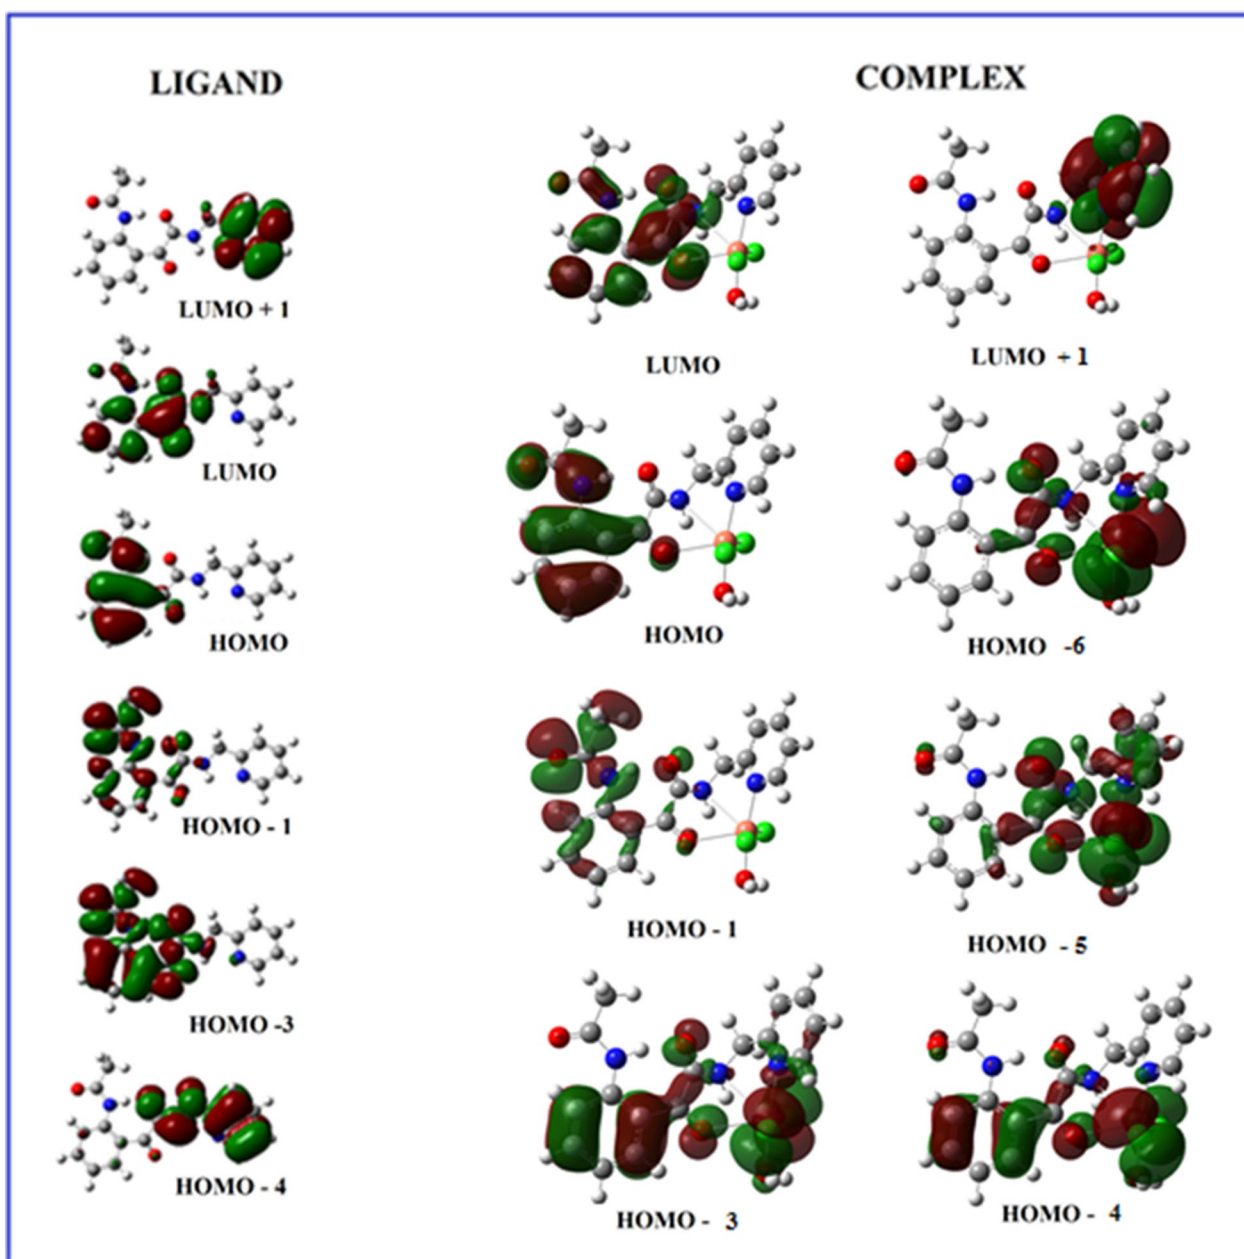 LIGAND
LUMO + 1
LUMO
HOMO
HOMO - 1
HOMO -3
HOMO - 4
COMPLEX
LUMO
LUMO + 1
HOMO
HOMO -6
HOMO - 1
HOMO - 5
HOMO - 3
HOMO - 4